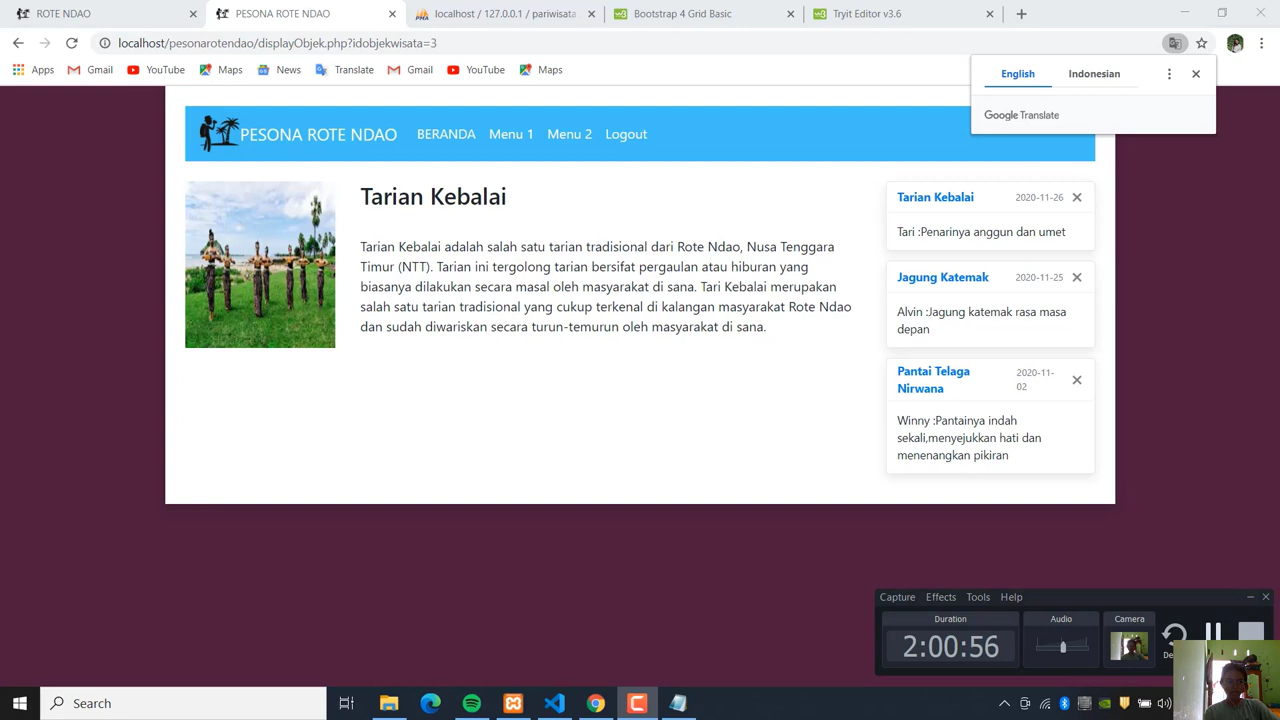 ROTE NDAO
PESONA ROTE NDAO
localhost / 127.0.0.1 / pariwisata
Bootstrap 4 Grid Basic
Tryit Editor v3.6
localhost/pesonarotendao/displayObjek.php?idobjekwisata=3
Apps Gmail YouTube Maps News Translate Gmail YouTube Maps
English Indonesian
Google Translate
PESONA ROTE NDAO BERANDA Menu 1 Menu 2 Logout
Tarian Kebalai
Tarian Kebalai adalah salah satu tarian tradisional dari Rote Ndao, Nusa Tenggara
Timur (NTT). Tarian ini tergolong tarian bersifat pergaulan atau hiburan yang
biasanya dilakukan secara masal oleh masyarakat di sana. Tari Kebalai merupakan
salah satu tarian tradisional yang cukup terkenal di kalangan masyarakat Rote Ndao
dan sudah diwariskan secara turun-temurun oleh masyarakat di sana.
Tarian Kebalai 2020-11-26
Tari :Penarinya anggun dan umet
Jagung Katemak 2020-11-25
Alvin :Jagung katemak rasa masa
depan
Pantai Telaga
Nirwana
2020-11-
02
Winny :Pantainya indah
sekali,menyejukkan hati dan
menenangkan pikiran
Capture Effects Tools Help
Duration Audio Camera
2:00:56
Search